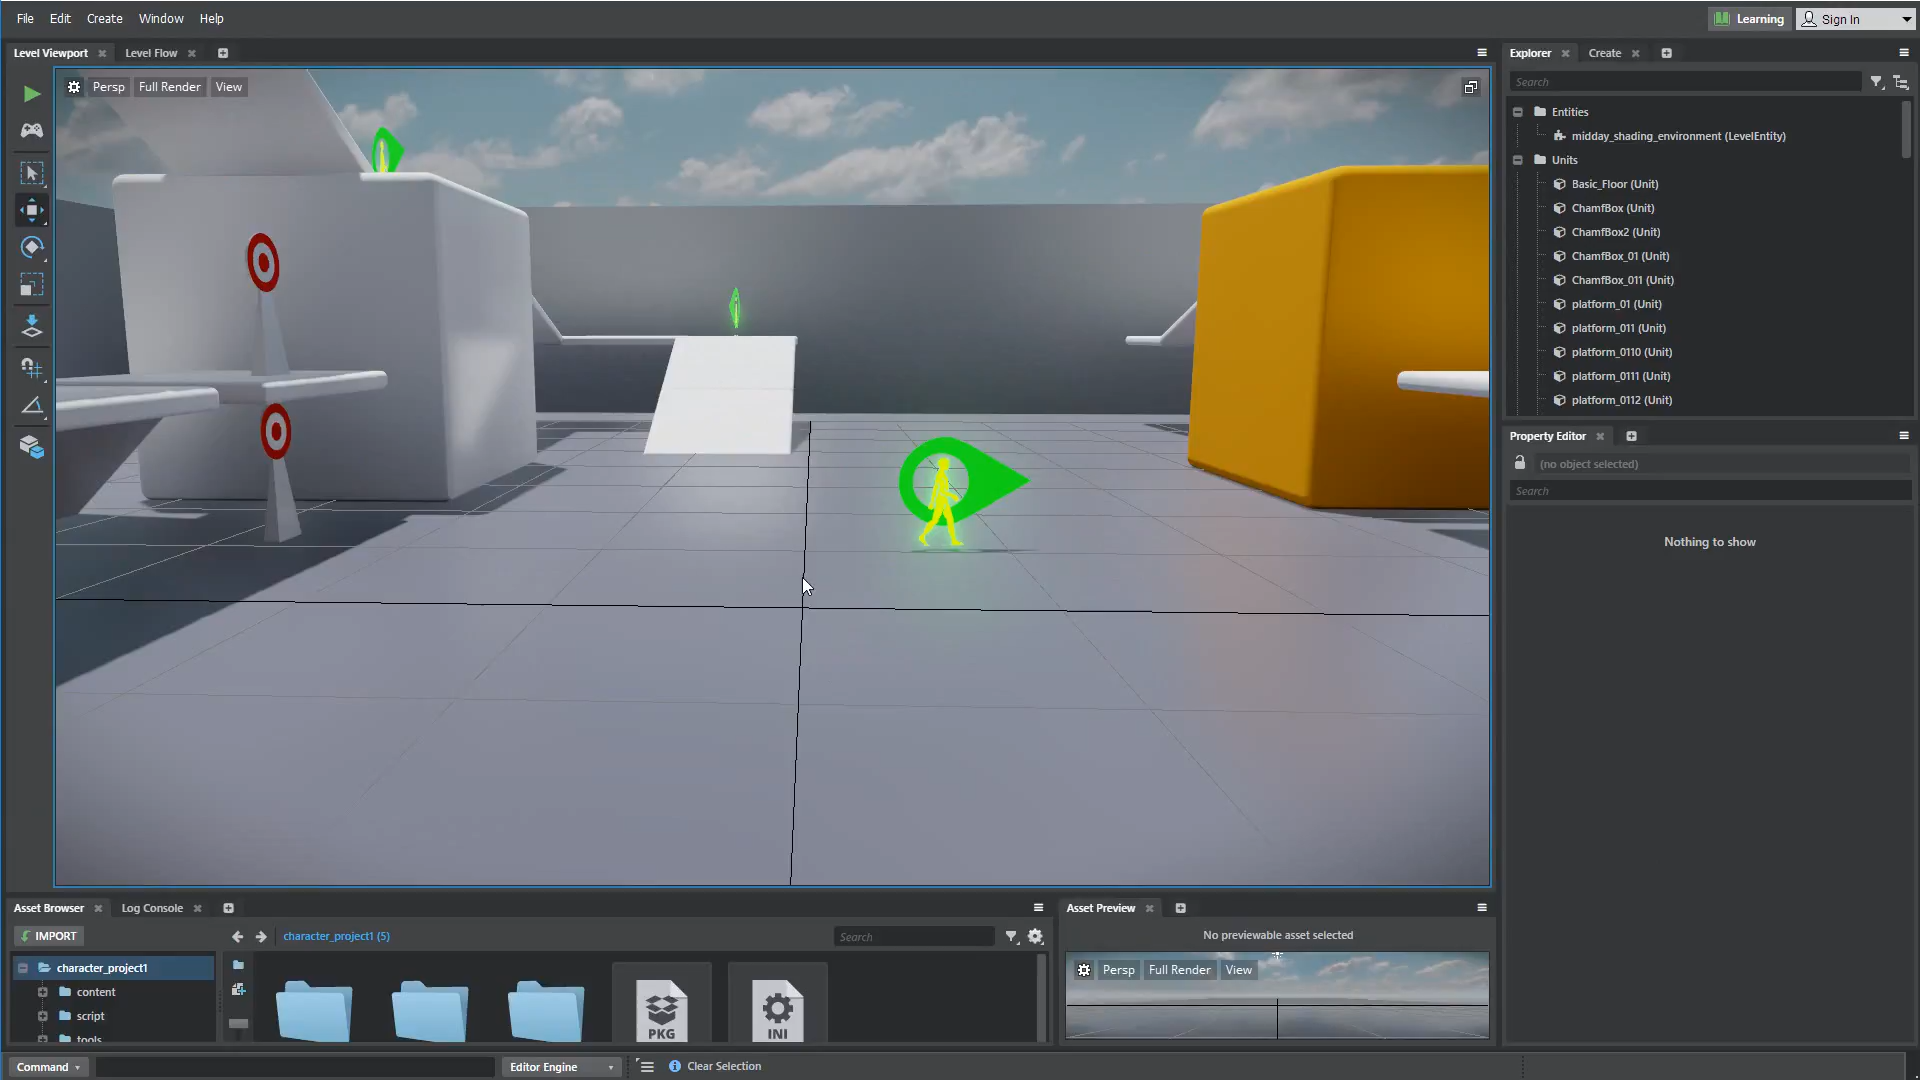 File Edit Create Window Help
Learning Sign In
Level Viewport Level Flow
Persp Full Render View
Explorer Create
Search
Entities
midday_shading_environment (LevelEntity)
Units
Basic_Floor (Unit)
ChamfBox (Unit)
ChamfBox2 (Unit)
ChamfBox_01 (Unit)
ChamfBox_011 (Unit)
platform_01 (Unit)
platform_011 (Unit)
platform_0110 (Unit)
platform_0111 (Unit)
platform_0112 (Unit)
Property Editor
(no object selected)
Search
Nothing to show
Asset Browser Log Console
IMPORT
character_project1 (5)
Search
character_project1
content
script
tools
PKG
INI
Asset Preview
No previewable asset selected
Persp Full Render View
Command
Editor Engine
Clear Selection